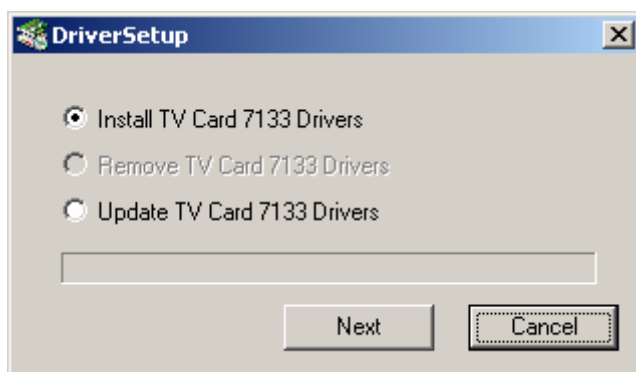 DriverSetup
Install TV Card 7133 Drivers
Remove TV Card 7133 Drivers
Update TV Card 7133 Drivers
Next Cancel